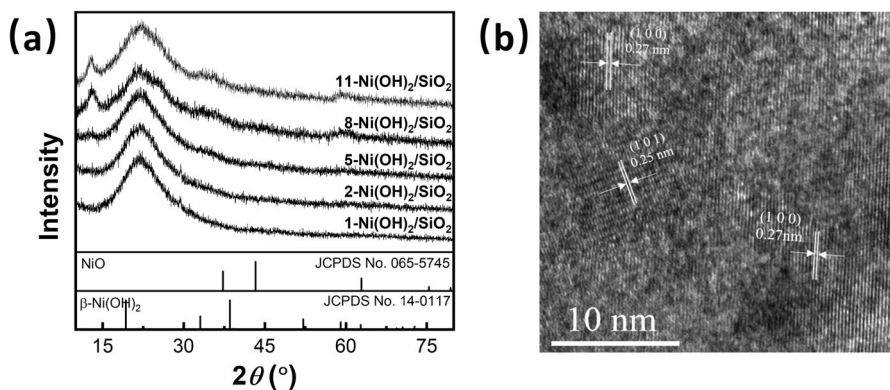 (a)
Intensity
11-Ni(OH)₂/SiO₂
8-Ni(OH)₂/SiO₂
5-Ni(OH)₂/SiO₂
2-Ni(OH)₂/SiO₂
1-Ni(OH)₂/SiO₂
NiO JCPDS No. 065-5745
β-Ni(OH)₂ JCPDS No. 14-0117
15 30 45 60 75
2θ (°)
(b)
(1 0 0)
0.27 nm
(1 0 1)
0.25 nm
(1 0 0)
0.27nm
10 nm